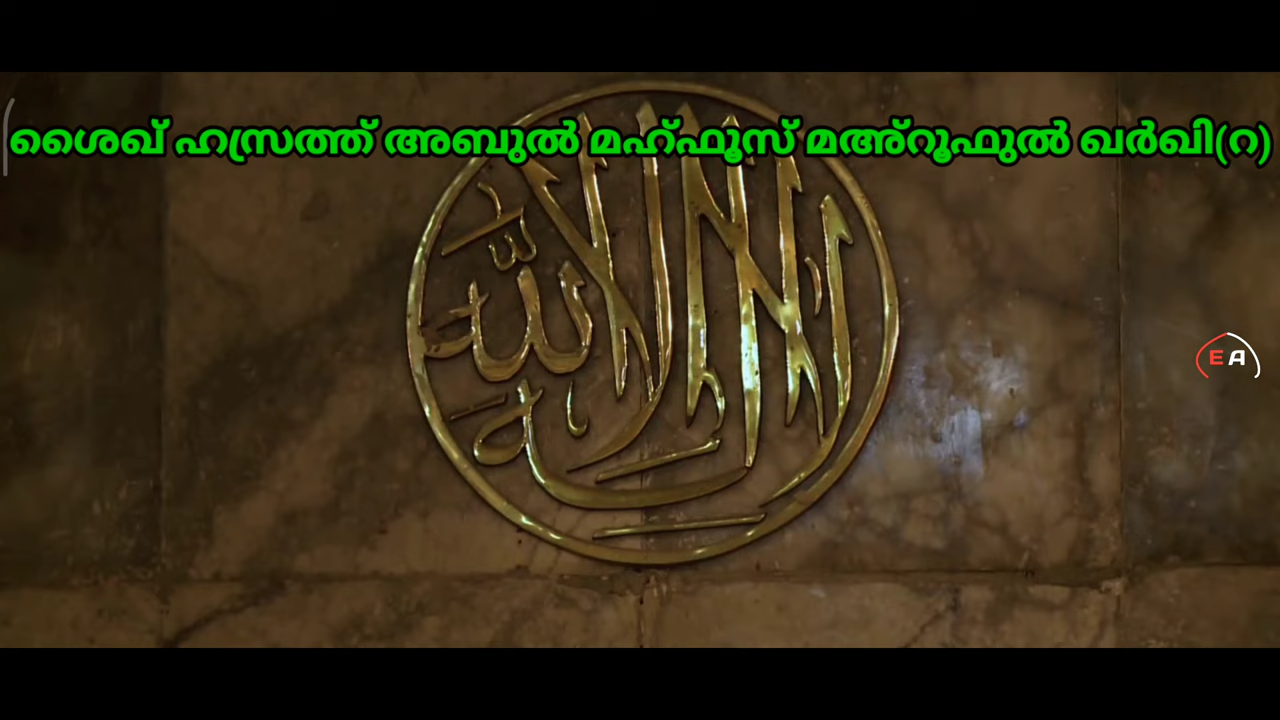 ശൈഖ് ഹസ്രത്ത് അബുൽ മഹ്ഫൂസ് മഅ്റൂഫുൽ ഖർഖി(റ)
لا إله إلا الله
EA